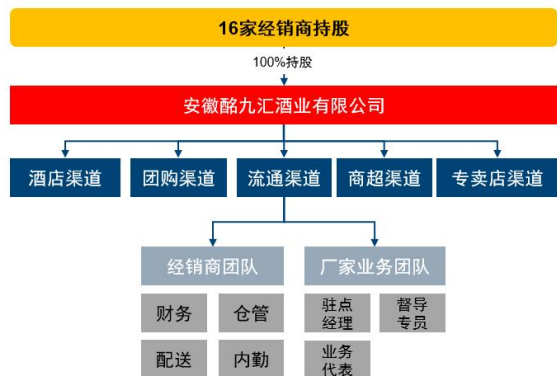 16家经销商持股
100%持股
安徽酩九汇酒业有限公司
酒店渠道
团购渠道
流通渠道
商超渠道
专卖店渠道
经销商团队
厂家业务团队
财务
仓管
驻点
经理
督导
专员
配送
内勤
业务
代表